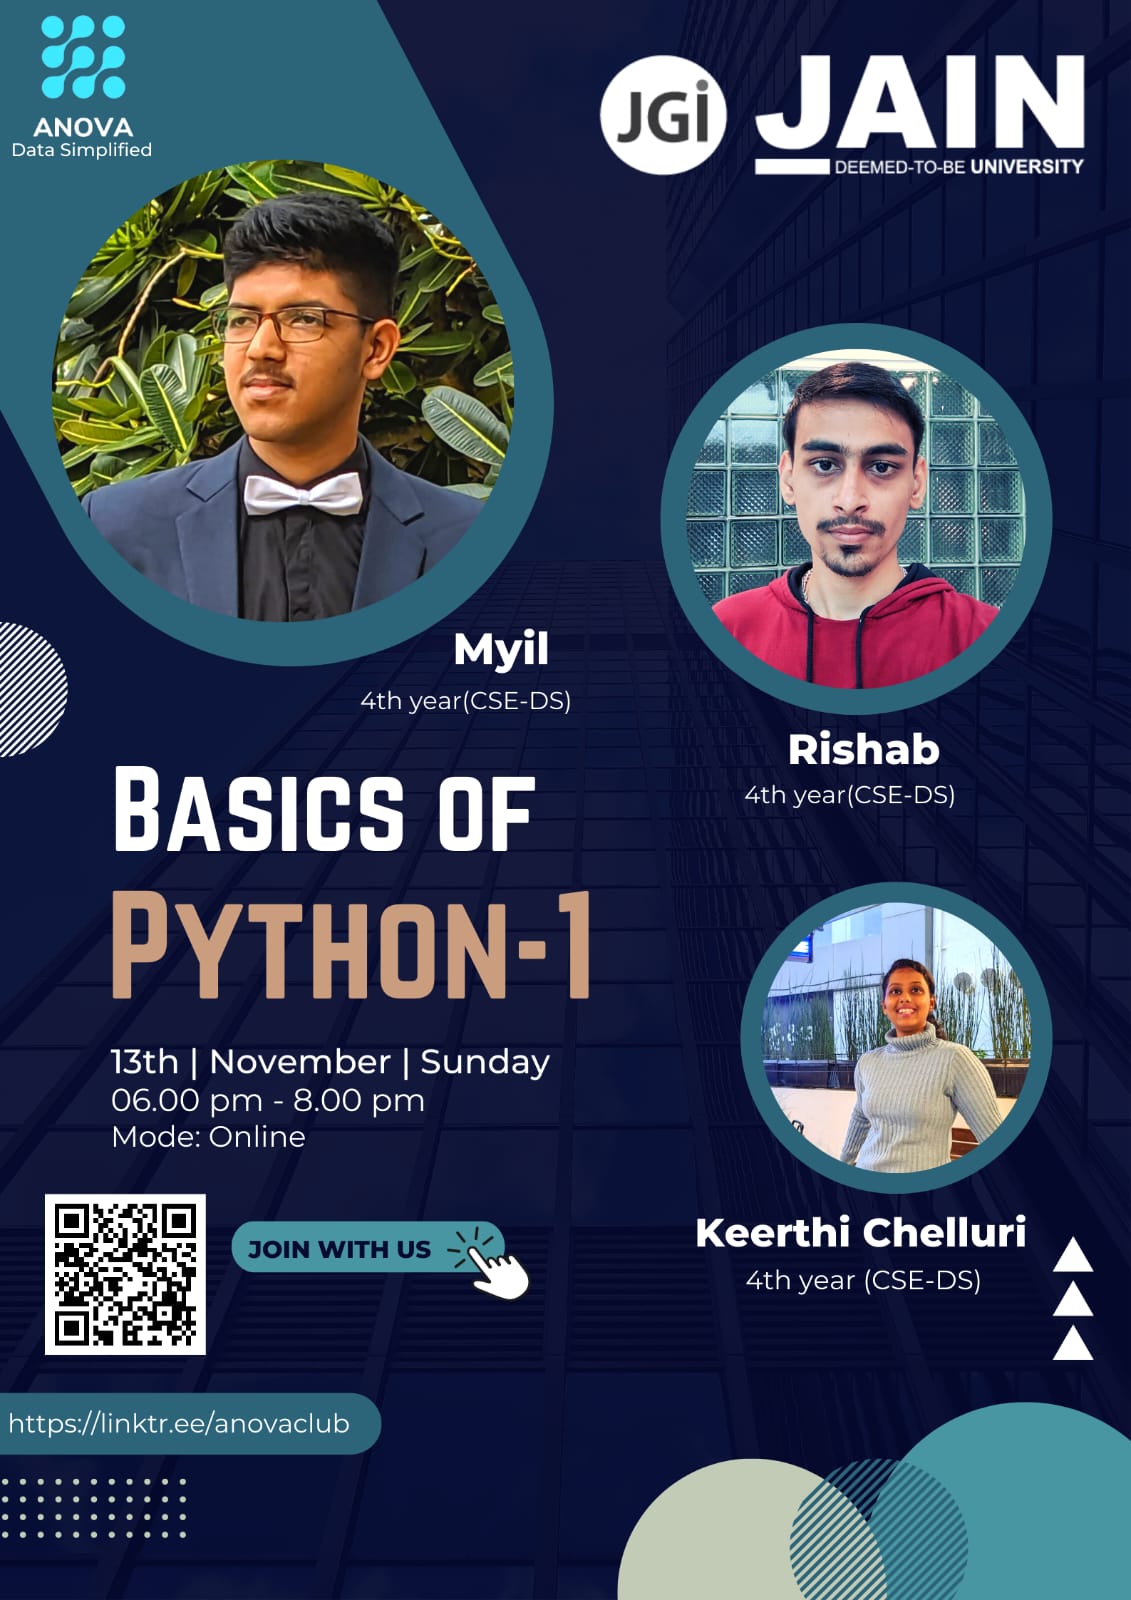 ANOVA
Data Simplified
JGi JAIN
DEEMED-TO-BE UNIVERSITY
Myil
4th year(CSE-DS)
Rishab
4th year(CSE-DS)
BASICS OF
PYTHON-1
13th | November | Sunday
06.00 pm - 8.00 pm
Mode: Online
JOIN WITH US
Keerthi Chelluri
4th year (CSE-DS)
https://linktr.ee/anovaclub